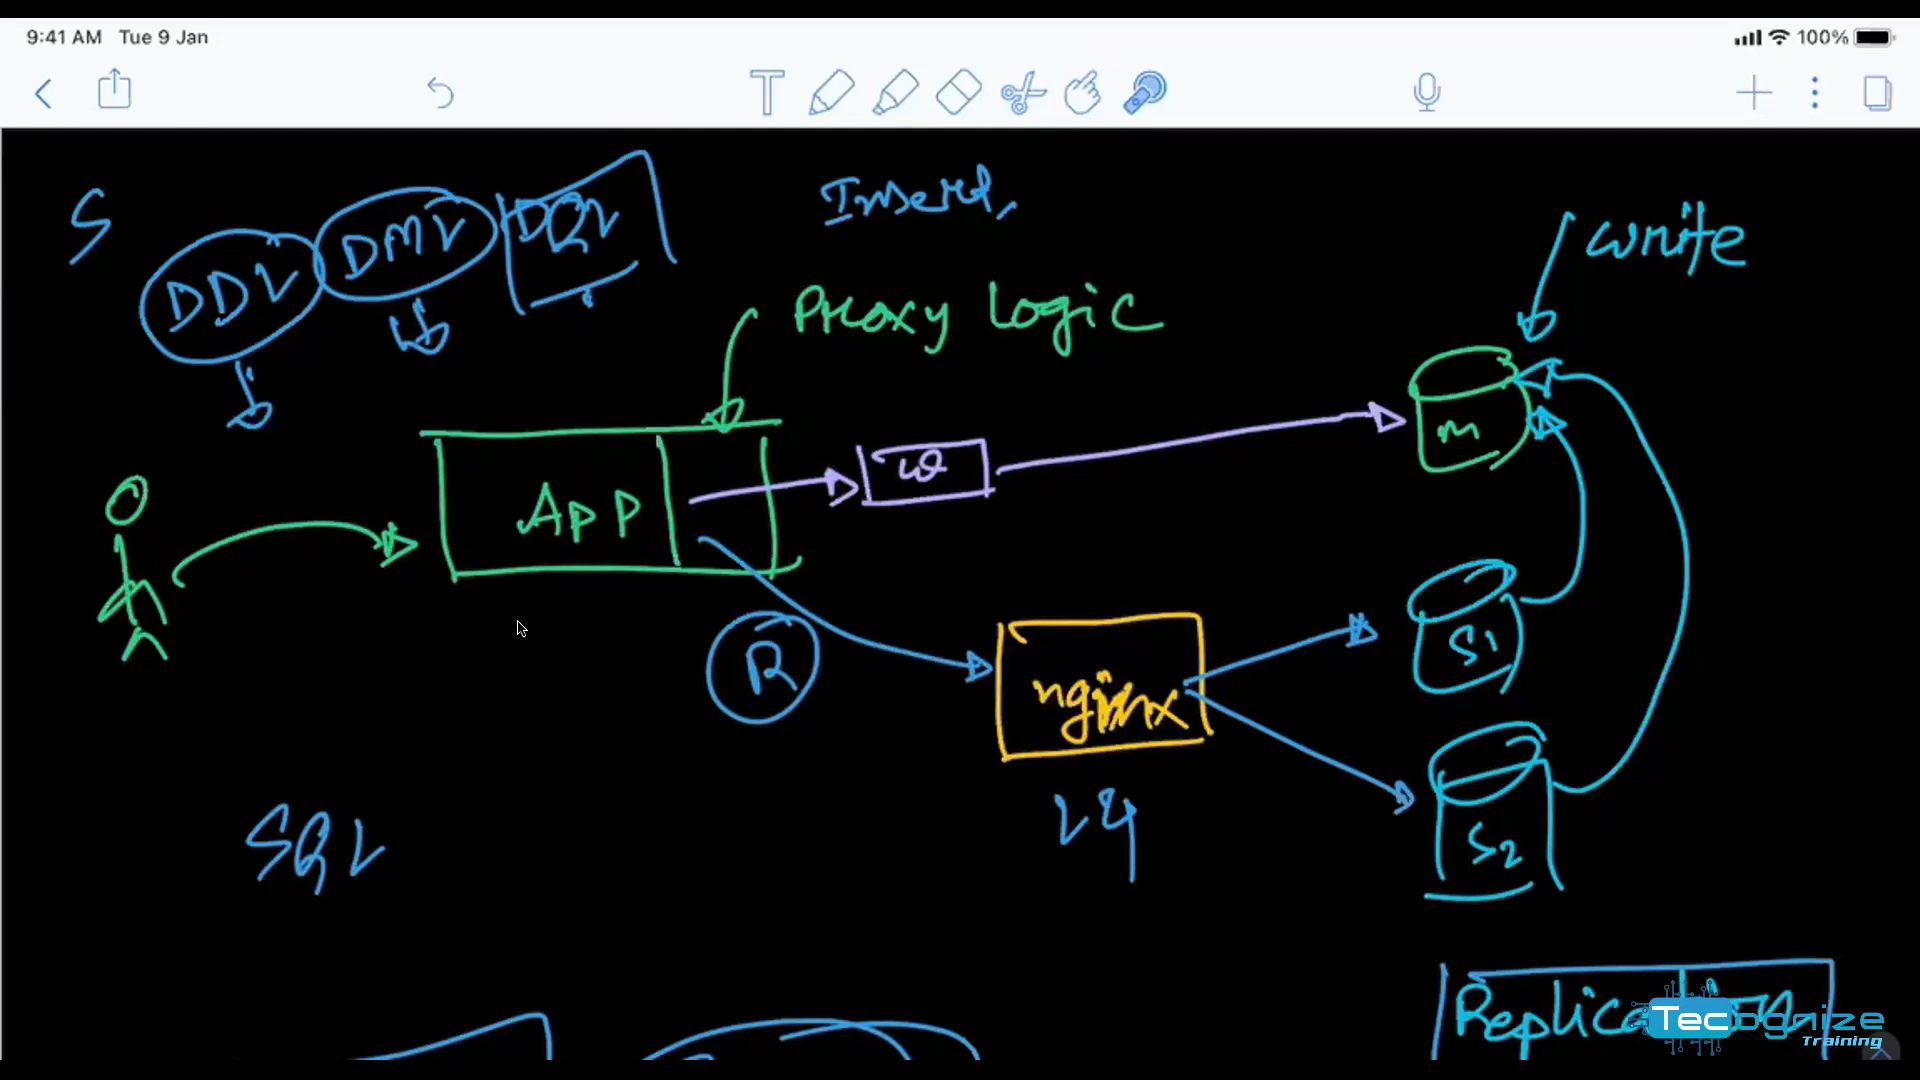 9:41 AM Tue 9 Jan
100%
S
DDL
DML
DQL
Insert,
write
Proxy Logic
M
W
App
S1
R
nginx
L4
S2
SQL
Replication
Tecognize
Training